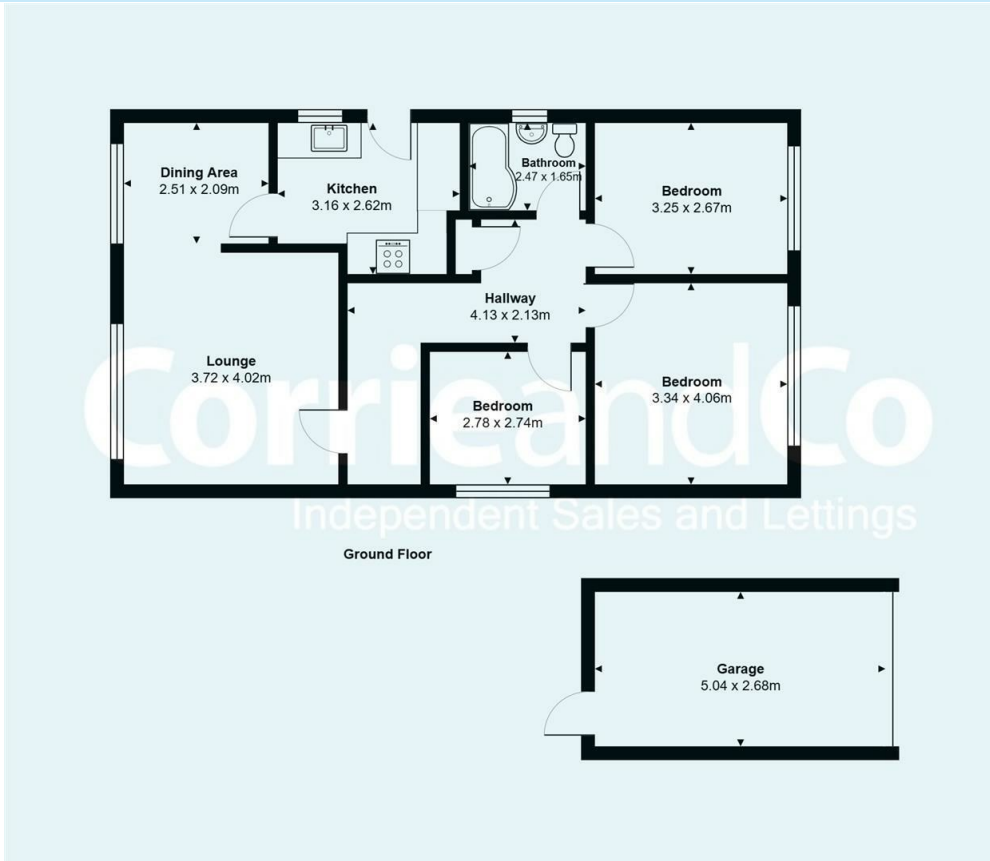 Dining Area
2.51 x 2.09m
Kitchen
3.16 x 2.62m
Bathroom
2.47 x 1.65m
Bedroom
3.25 x 2.67m
Hallway
4.13 x 2.13m
Lounge
3.72 x 4.02m
Bedroom
2.78 x 2.74m
Bedroom
3.34 x 4.06m
CorrieandCo
Independent Sales and Lettings
Ground Floor
Garage
5.04 x 2.68m